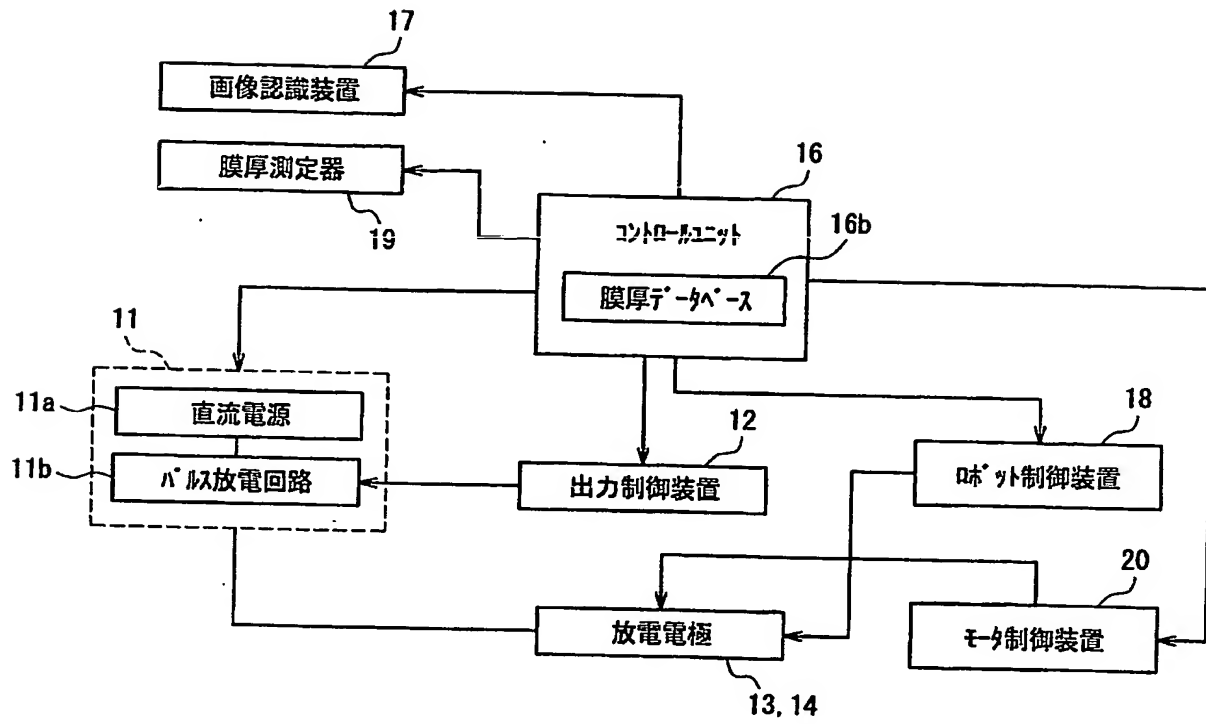 17
画像認識装置
膜厚測定器
19
16
コントロールユニット
16b
膜厚データベース
11
11a
直流電源
11b
パルス放電回路
12
出力制御装置
18
ロボット制御装置
20
放電電極
モータ制御装置
13, 14